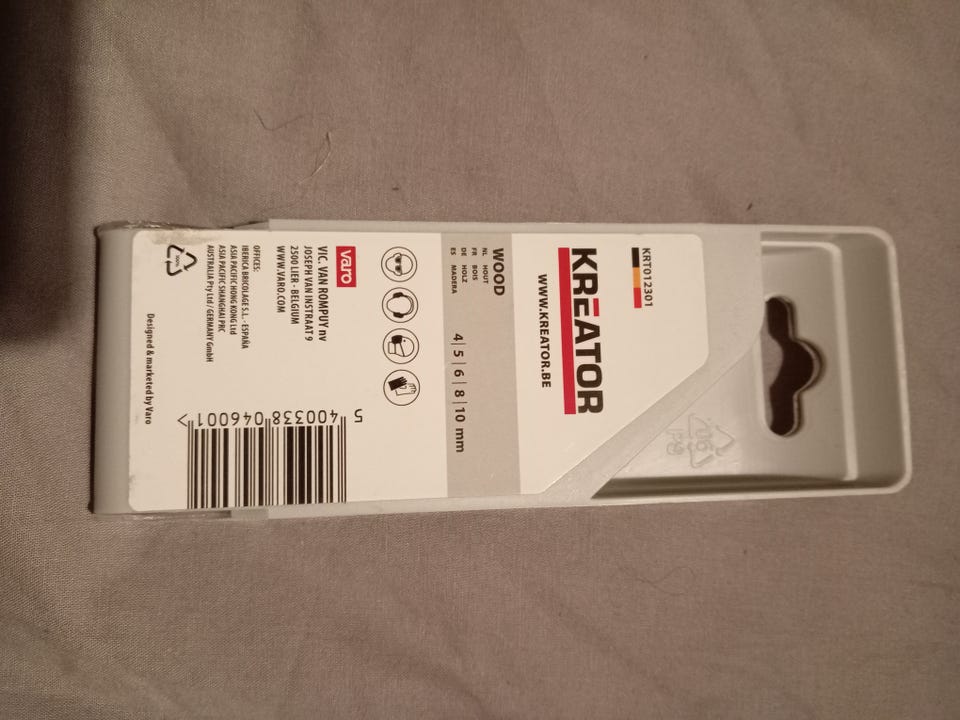 KRT012301
KREATOR
WWW.KREATOR.BE
WOOD
NL HOUT
FR BOIS
DE HOLZ
ES MADERA
4|5|6|8|10 mm
varo
VIC. VAN ROMPUY nv
JOSEPH VAN INSTRAAT 9
2500 LIER - BELGIUM
WWW.VARO.COM
OFFICES:
IBERICA BRICOLAGE S.L. - ESPAÑA
ASIA PACIFIC HONG KONG Ltd
ASIA PACIFIC SHANGHAI PRC
AUSTRALIA Pty Ltd / GERMANY GmbH
100%
5 400338 046001 >
Designed & marketed by Varo